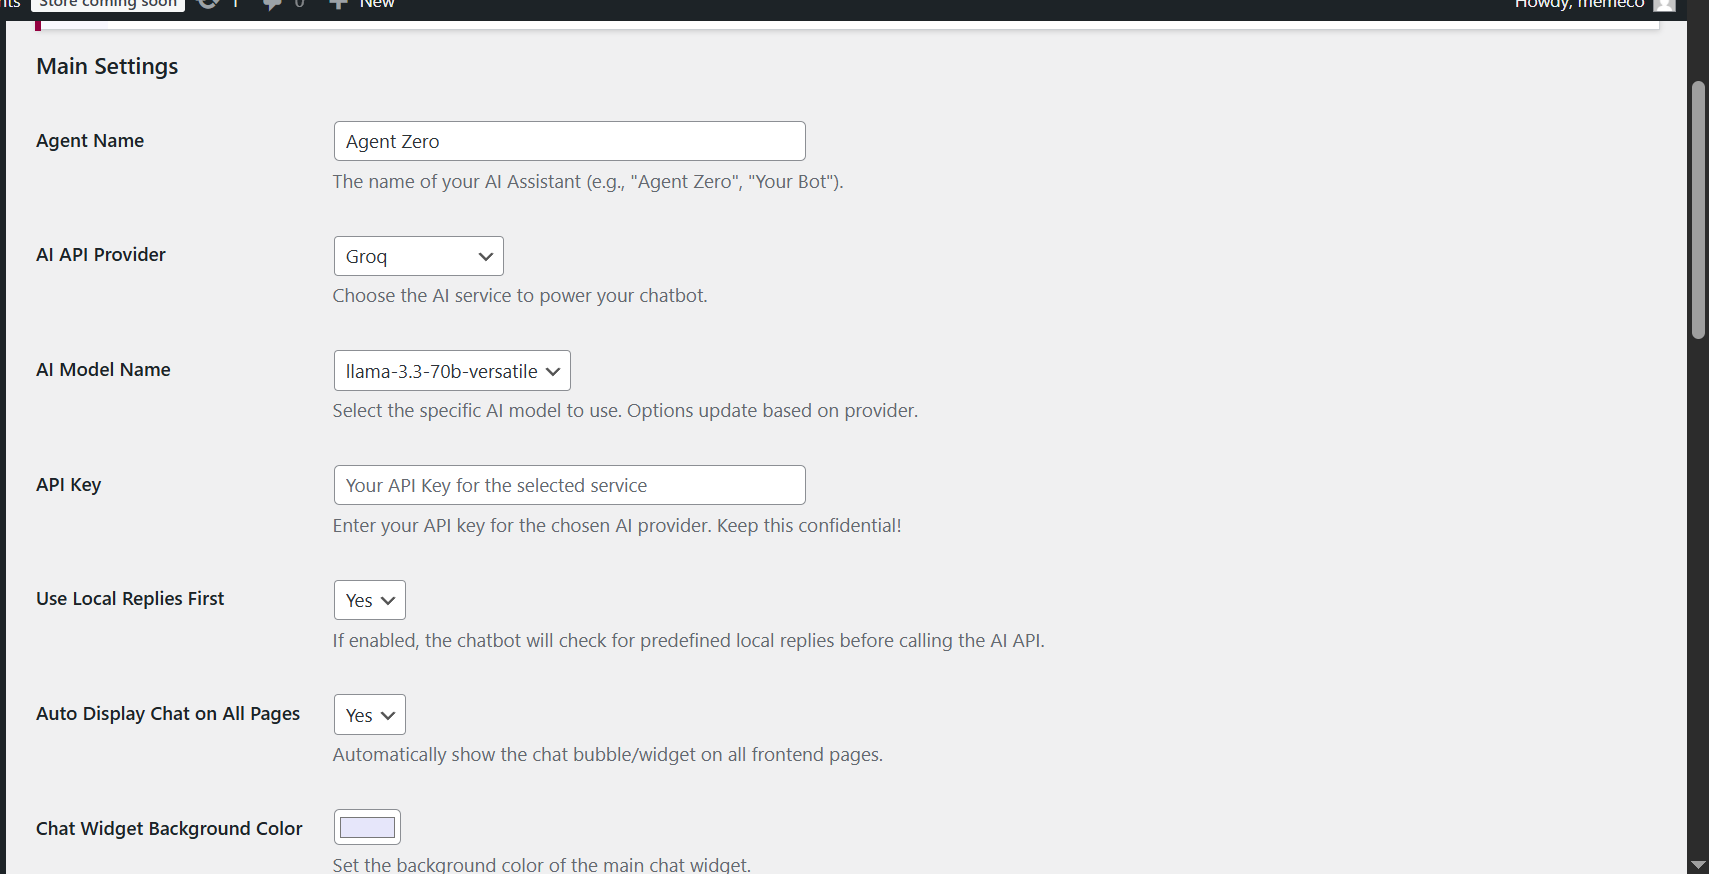 nts Store coming soon 1 0 New Howdy, memeco
Main Settings
Agent Name
Agent Zero
The name of your AI Assistant (e.g., "Agent Zero", "Your Bot").
AI API Provider
Groq
Choose the AI service to power your chatbot.
AI Model Name
llama-3.3-70b-versatile
Select the specific AI model to use. Options update based on provider.
API Key
Your API Key for the selected service
Enter your API key for the chosen AI provider. Keep this confidential!
Use Local Replies First
Yes
If enabled, the chatbot will check for predefined local replies before calling the AI API.
Auto Display Chat on All Pages
Yes
Automatically show the chat bubble/widget on all frontend pages.
Chat Widget Background Color
Set the background color of the main chat widget.